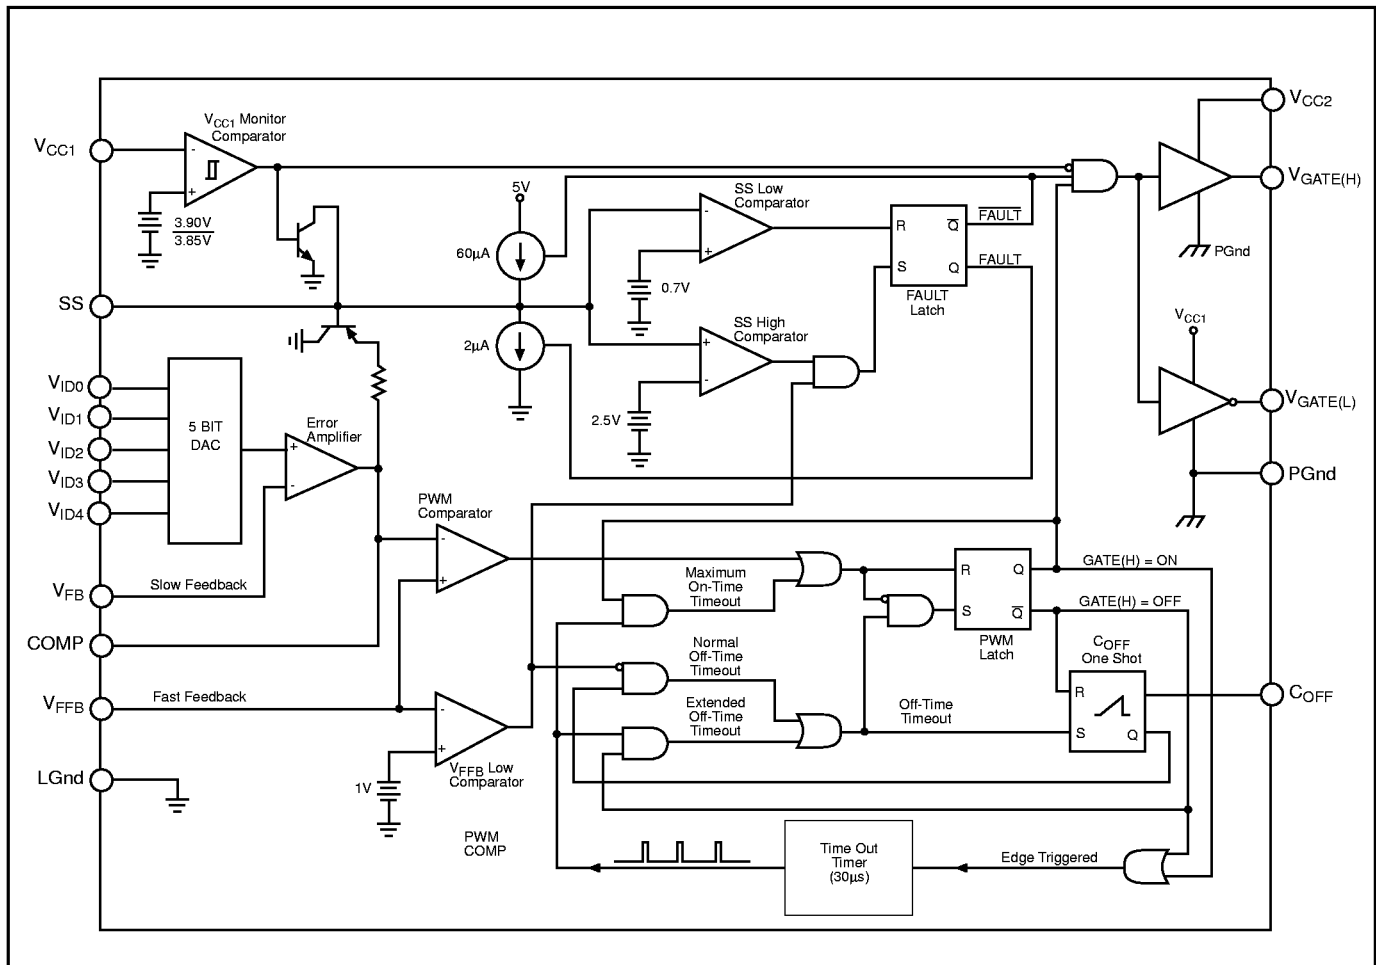 VCC1 Monitor
Comparator
VCC1
-
+
3.90V
3.85V
5V
60µA
SS Low
Comparator
-
+
0.7V
R
Q
S
Q
FAULT
FAULT
FAULT
Latch
VCC2
VGATE(H)
PGnd
SS
2µA
SS High
Comparator
+
-
2.5V
VCC1
VGATE(L)
PGnd
VID0
VID1
VID2
VID3
VID4
5 BIT
DAC
Error
Amplifier
+
-
PWM
Comparator
-
+
VFB
Slow Feedback
COMP
VFFB
Fast Feedback
-
+
1V
VFFB Low
Comparator
LGnd
PWM
COMP
Maximum
On-Time
Timeout
Normal
Off-Time
Timeout
Extended
Off-Time
Timeout
R
Q
S
Q
PWM
Latch
GATE(H) = ON
GATE(H) = OFF
COFF
One Shot
R
S
Q
COFF
Off-Time
Timeout
Time Out
Timer
(30µs)
Edge Triggered